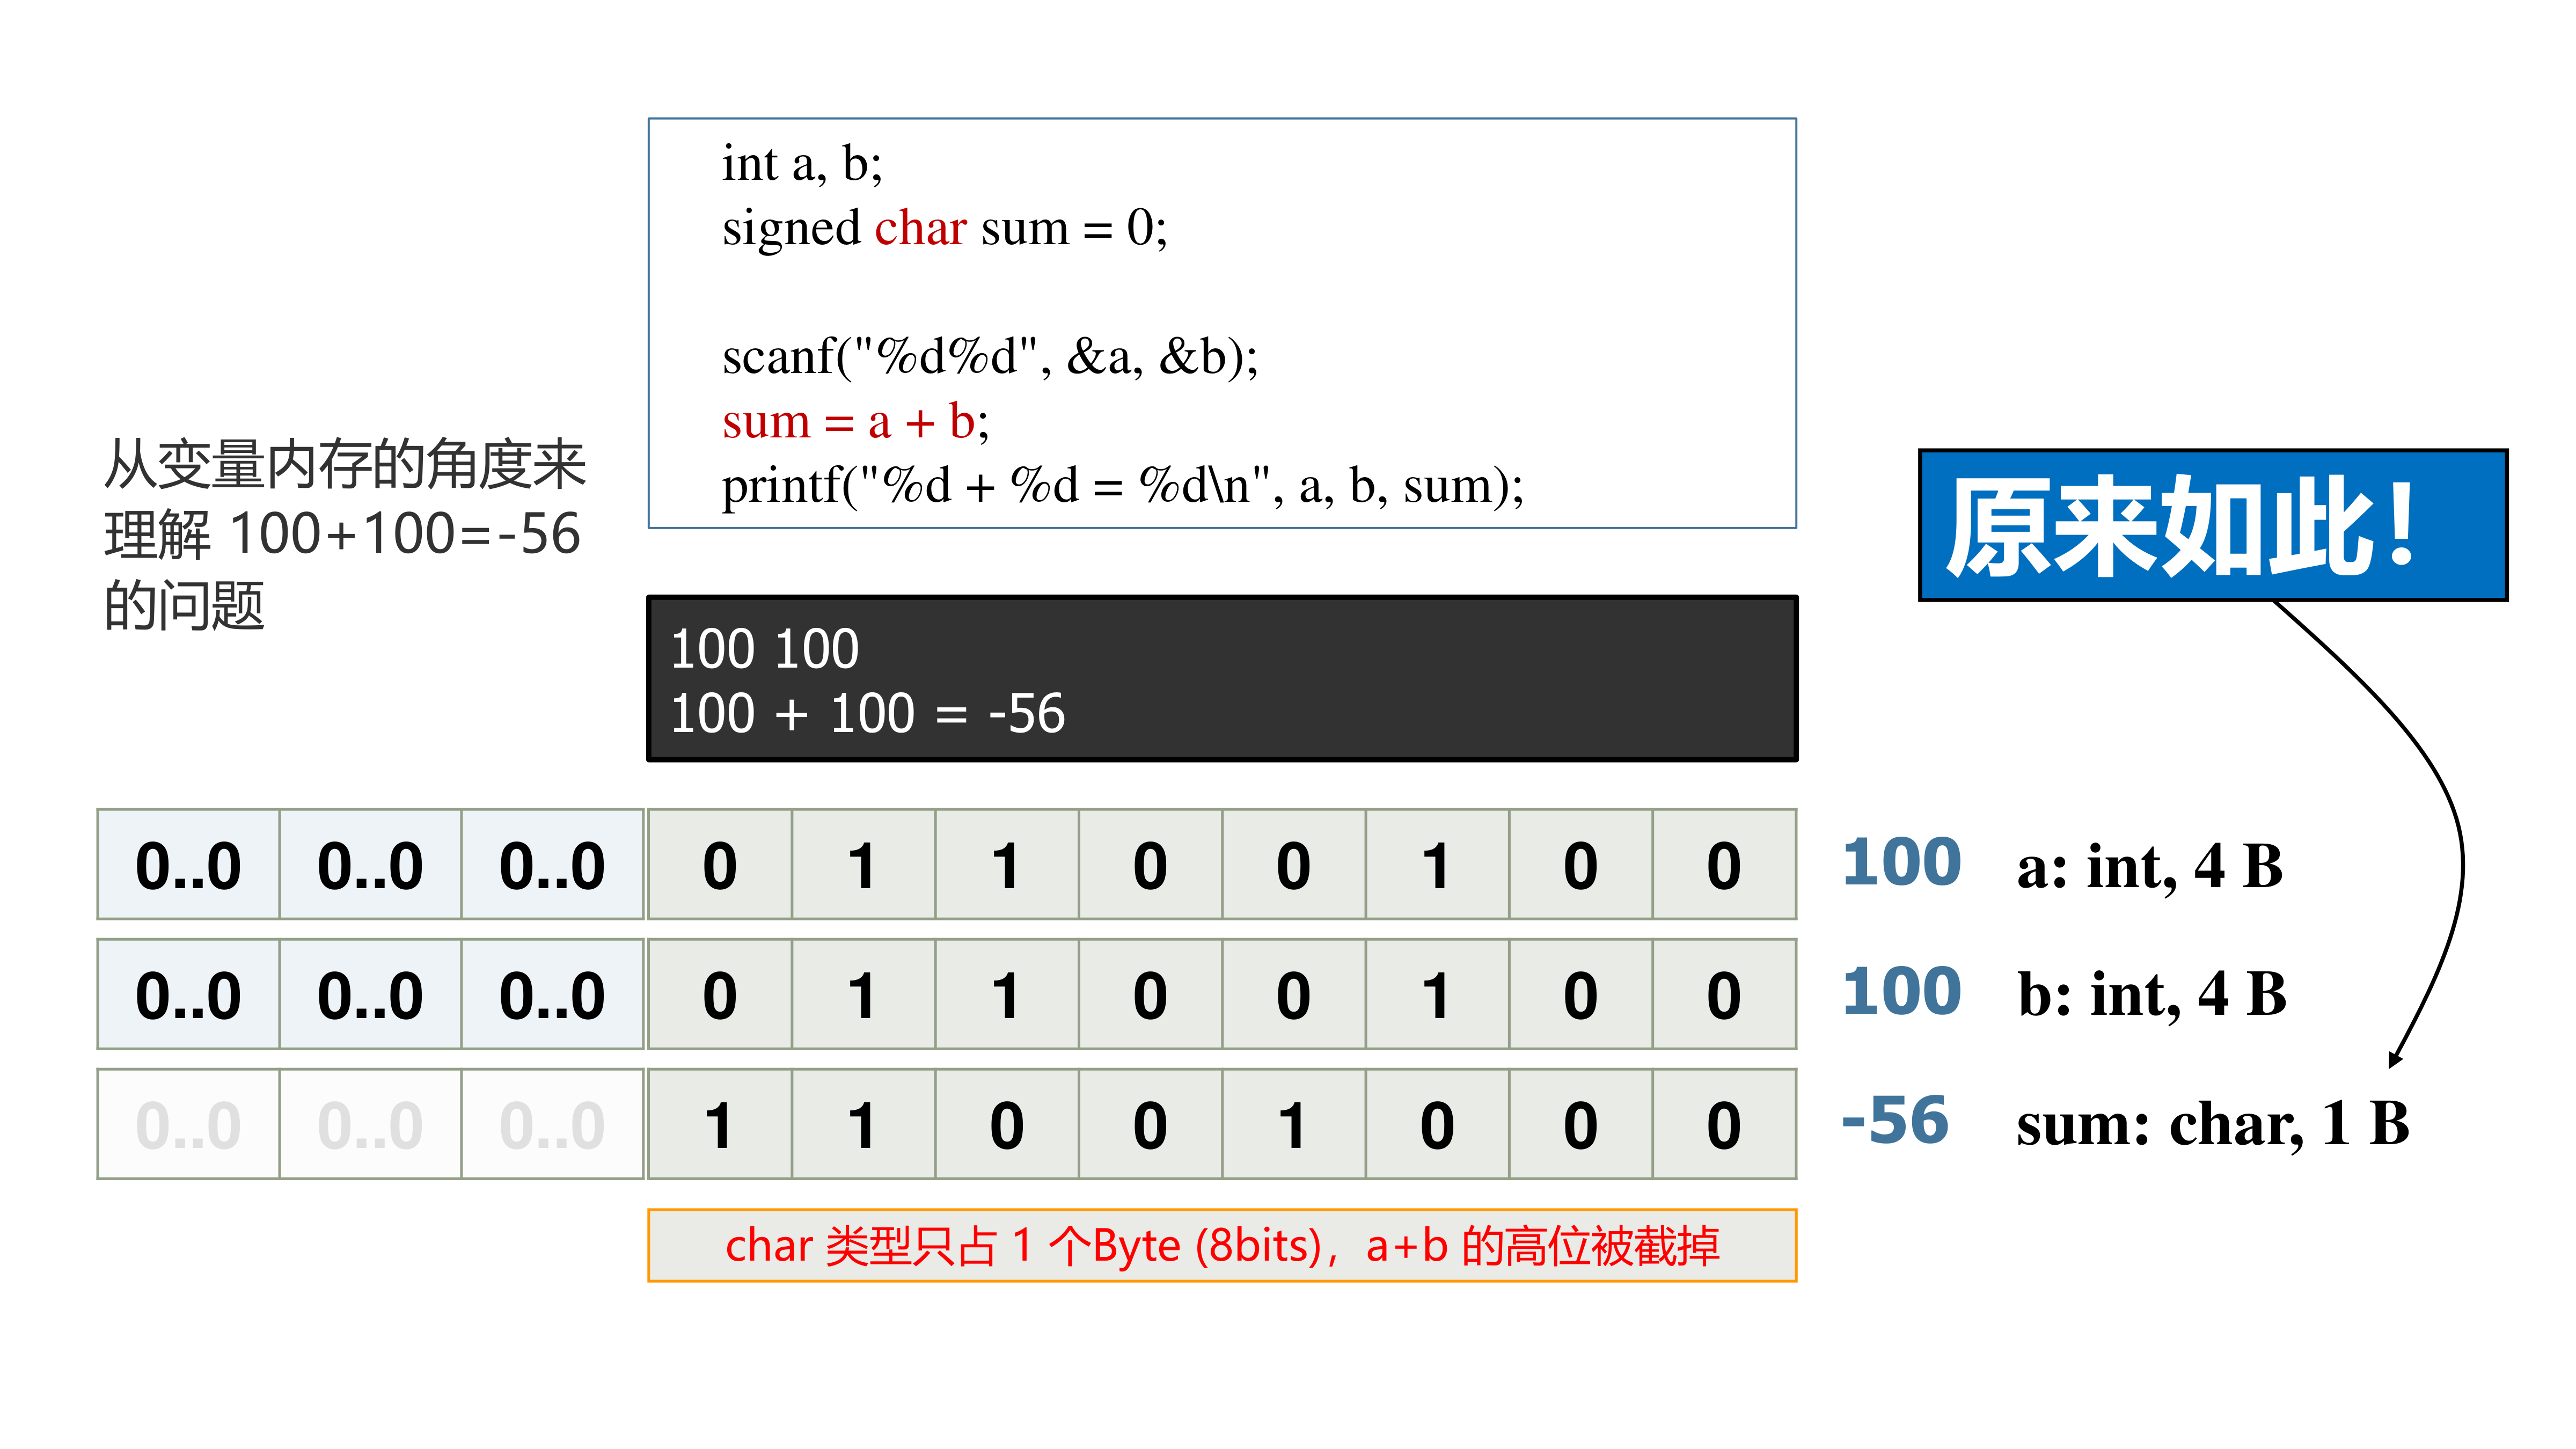 int a, b;
signed char sum = 0;
scanf("%d%d", &a, &b);
sum = a + b;
printf("%d + %d = %d\n", a, b, sum);
从变量内存的角度来
理解 100+100=-56
的问题
原来如此！
100 100
100 + 100 = -56
0..0 0..0 0..0 0 1 1 0 0 1 0 0 100 a: int, 4 B
0..0 0..0 0..0 0 1 1 0 0 1 0 0 100 b: int, 4 B
0..0 0..0 0..0 1 1 0 0 1 0 0 0 -56 sum: char, 1 B
char 类型只占 1 个Byte (8bits)，a+b 的高位被截掉